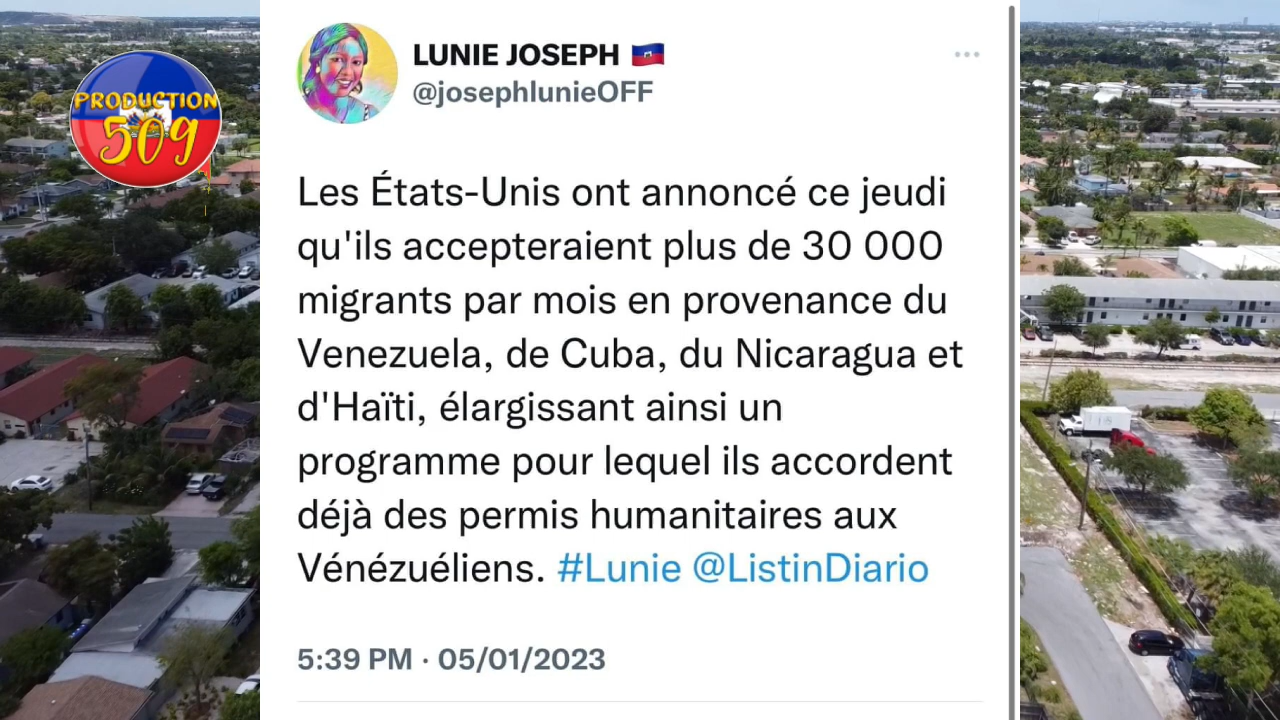 PRODUCTION
509
LUNIE JOSEPH
@josephlunieOFF
Les États-Unis ont annoncé ce jeudi
qu'ils accepteraient plus de 30 000
migrants par mois en provenance du
Venezuela, de Cuba, du Nicaragua et
d'Haïti, élargissant ainsi un
programme pour lequel ils accordent
déjà des permis humanitaires aux
Vénézuéliens. #Lunie @ListinDiario
5:39 PM · 05/01/2023